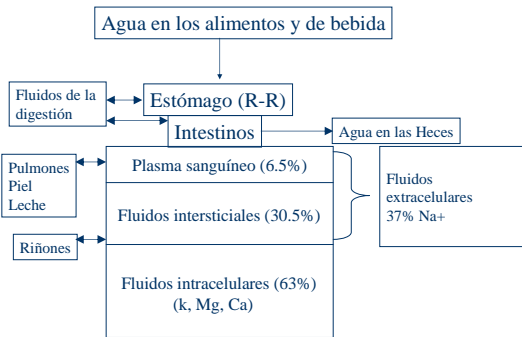 Agua en los alimentos y de bebida
Fluidos de la
digestión
Estómago (R-R)
Intestinos
Agua en las Heces
Pulmones
Piel
Leche
Plasma sanguíneo (6.5%)
Fluidos
extracelulares
37% Na+
Fluidos intersticiales (30.5%)
Riñones
Fluidos intracelulares (63%)
(k, Mg, Ca)